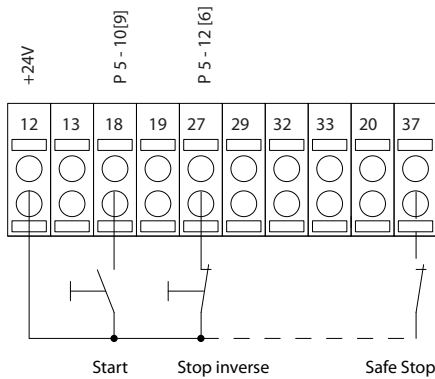 +24V
P 5 - 10[9]
P 5 - 12 [6]
12 13 18 19 27 29 32 33 20 37
Start Stop inverse Safe Stop